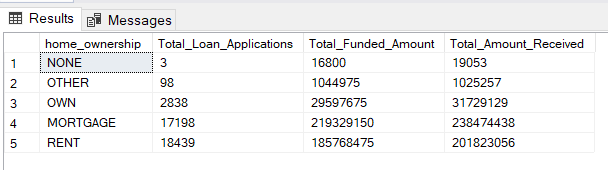 Results Messages
home_ownership Total_Loan_Applications Total_Funded_Amount Total_Amount_Received
1 NONE 3 16800 19053
2 OTHER 98 1044975 1025257
3 OWN 2838 29597675 31729129
4 MORTGAGE 17198 219329150 238474438
5 RENT 18439 185768475 201823056